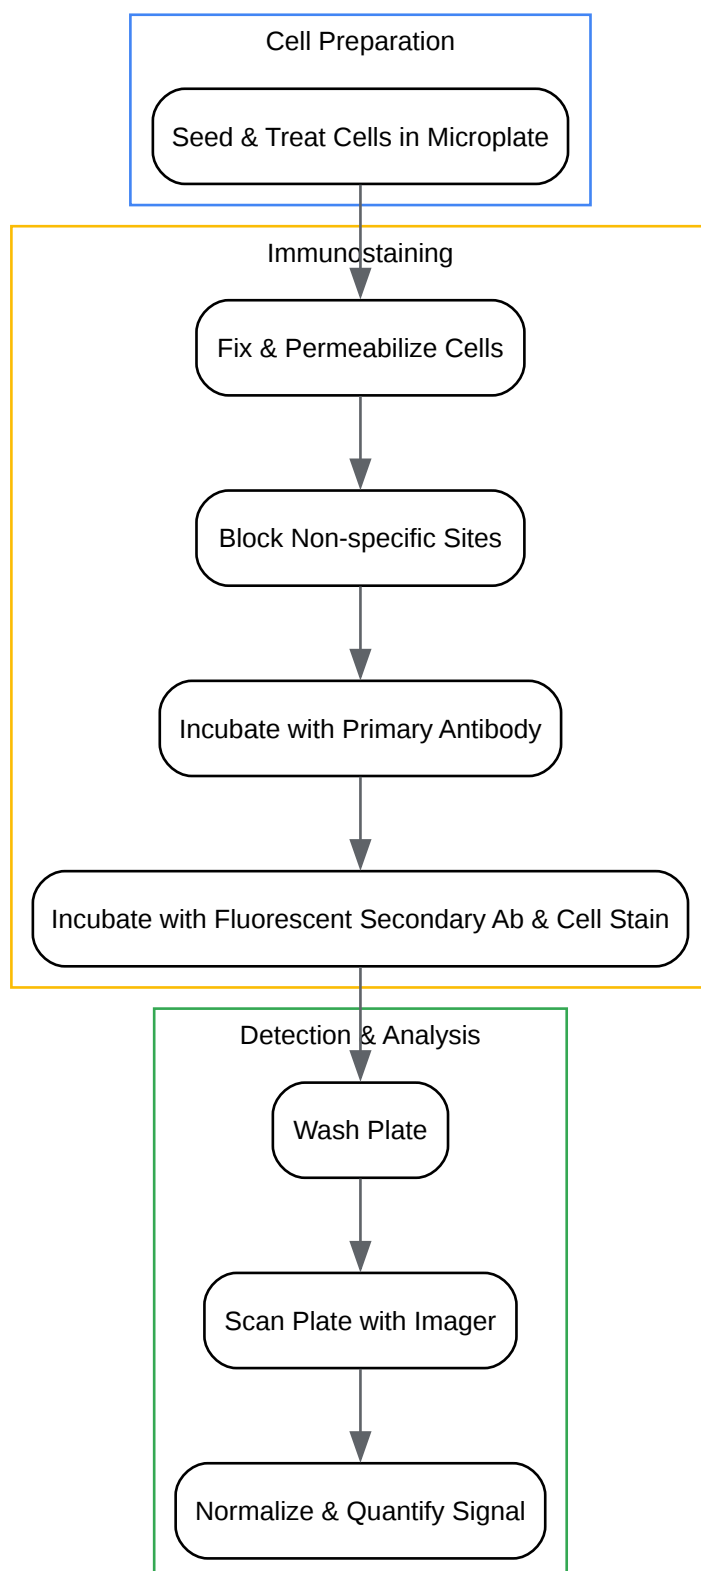 Cell Preparation
Seed & Treat Cells in Microplate
Immunostaining
Fix & Permeabilize Cells
Block Non-specific Sites
Incubate with Primary Antibody
Incubate with Fluorescent Secondary Ab & Cell Stain
Detection & Analysis
Wash Plate
Scan Plate with Imager
Normalize & Quantify Signal